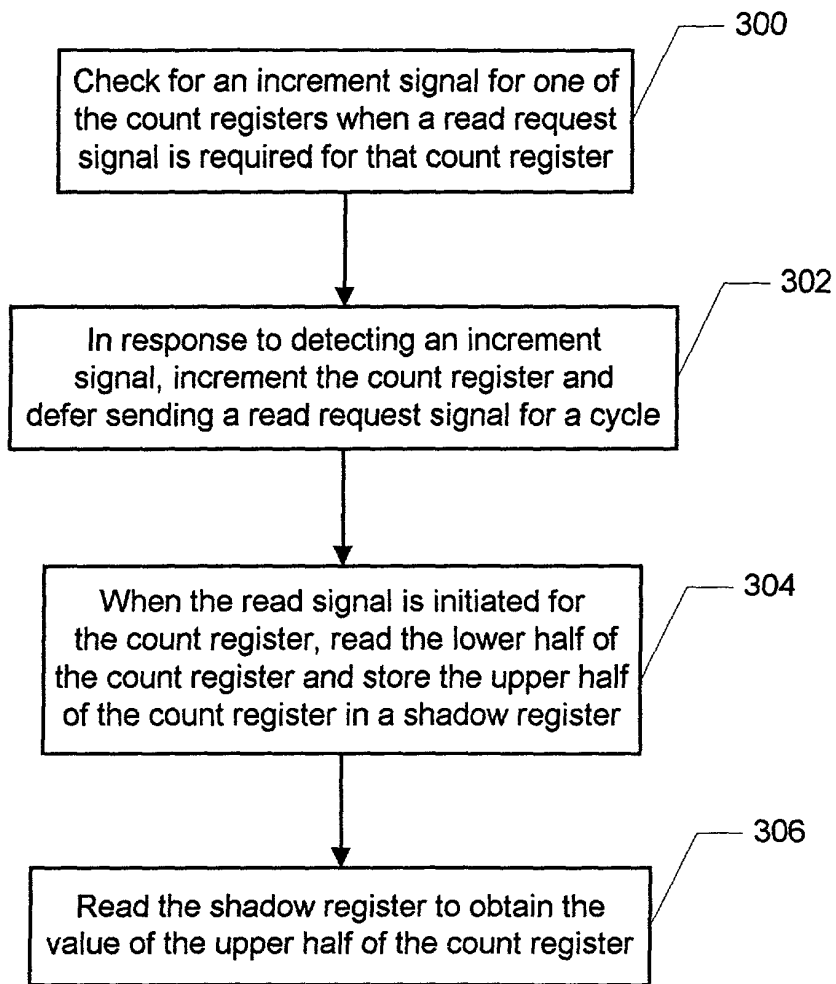 300
Check for an increment signal for one of
the count registers when a read request
signal is required for that count register
302
In response to detecting an increment
signal, increment the count register and
defer sending a read request signal for a cycle
304
When the read signal is initiated for
the count register, read the lower half of
the count register and store the upper half
of the count register in a shadow register
306
Read the shadow register to obtain the
value of the upper half of the count register